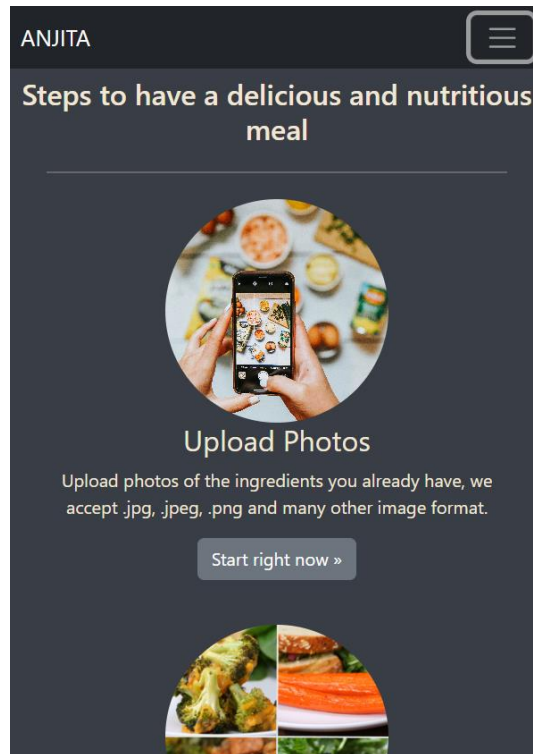 ANJITA
Steps to have a delicious and nutritious
meal
Upload Photos
Upload photos of the ingredients you already have, we
accept .jpg, .jpeg, .png and many other image format.
Start right now »